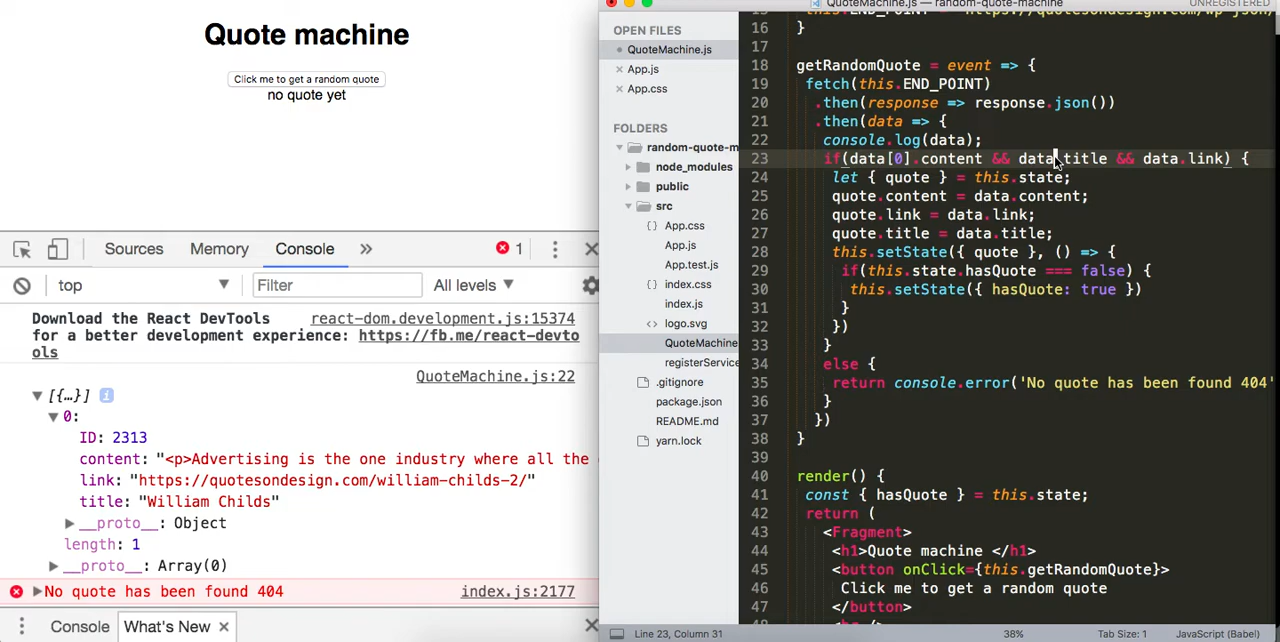 Quote machine
Click me to get a random quote
no quote yet
Sources Memory Console » 1
top Filter All levels ▼
Download the React DevTools react-dom.development.js:15374
for a better development experience: https://fb.me/react-devto
ols
QuoteMachine.js:22
▼ [{…}] i
▼ 0:
ID: 2313
content: "<p>Advertising is the one industry where all the
link: "https://quotesondesign.com/william-childs-2/"
title: "William Childs"
▶ __proto__: Object
length: 1
▶ __proto__: Array(0)
▶No quote has been found 404 index.js:2177
Console What's New ×
QuoteMachine.js — random-quote-machine UNREGISTERED
OPEN FILES
QuoteMachine.js
× App.js
× App.css
FOLDERS
random-quote-m
node_modules
public
src
App.css
App.js
App.test.js
index.css
index.js
<> logo.svg
QuoteMachine
registerService
.gitignore
package.json
README.md
yarn.lock
this.END_POINT = 'https://quotesondesign.com/wp-json/
16 }
17
18 getRandomQuote = event => {
19 fetch(this.END_POINT)
20 .then(response => response.json())
21 .then(data => {
22 console.log(data);
23 if(data[0].content && data.title && data.link) {
24 let { quote } = this.state;
25 quote.content = data.content;
26 quote.link = data.link;
27 quote.title = data.title;
28 this.setState({ quote }, () => {
29 if(this.state.hasQuote === false) {
30 this.setState({ hasQuote: true })
31 }
32 })
33 }
34 else {
35 return console.error('No quote has been found 404'
36 }
37 })
38 }
39
40 render() {
41 const { hasQuote } = this.state;
42 return (
43 <Fragment>
44 <h1>Quote machine </h1>
45 <button onClick={this.getRandomQuote}>
46 Click me to get a random quote
47 </button>
Line 23, Column 31 38% Tab Size: 1 JavaScript (Babel)